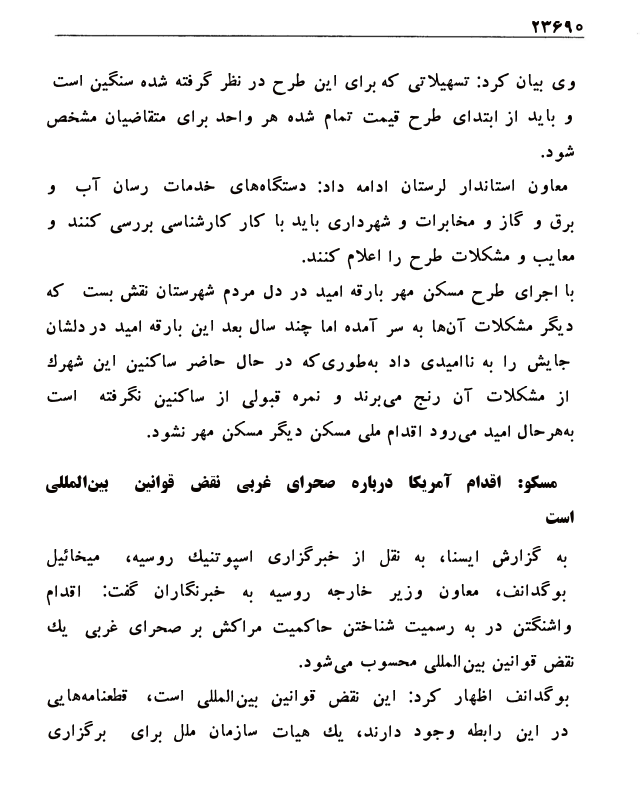 ۲۳۶۹۰
وی بیان کرد: تسهیلاتی که برای این طرح در نظر گرفته شده سنگین است
و باید از ابتدای طرح قیمت تمام شده هر واحد برای متقاضیان مشخص
شود.
معاون استاندار لرستان ادامه داد: دستگاه‌های خدمات رسان آب و
برق و گاز و مخابرات و شهرداری باید با کار کارشناسی بررسی کنند و
معایب و مشکلات طرح را اعلام کنند.
با اجرای طرح مسکن مهر بارقه امید در دل مردم شهرستان نقش بست که
دیگر مشکلات آن‌ها به سر آمده اما چند سال بعد این بارقه امید در دلشان
جایش را به ناامیدی داد به‌طوری‌که در حال حاضر ساکنین این شهرك
از مشکلات آن رنج می‌برند و نمره قبولی از ساکنین نگرفته است
به‌هرحال امید می‌رود اقدام ملی مسکن دیگر مسکن مهر نشود.
مسکو: اقدام آمریکا درباره صحرای غربی نقض قوانین بین‌المللی
است
به گزارش ایسنا، به نقل از خبرگزاری اسپوتنیك روسیه، میخائیل
بوگدانف، معاون وزیر خارجه روسیه به خبرنگاران گفت: اقدام
واشنگتن در به رسمیت شناختن حاکمیت مراکش بر صحرای غربی یك
نقض قوانین بین‌المللی محسوب می‌شود.
بوگدانف اظهار کرد: این نقض قوانین بین‌المللی است، قطعنامه‌هایی
در این رابطه وجود دارند، یك هیات سازمان ملل برای برگزاری